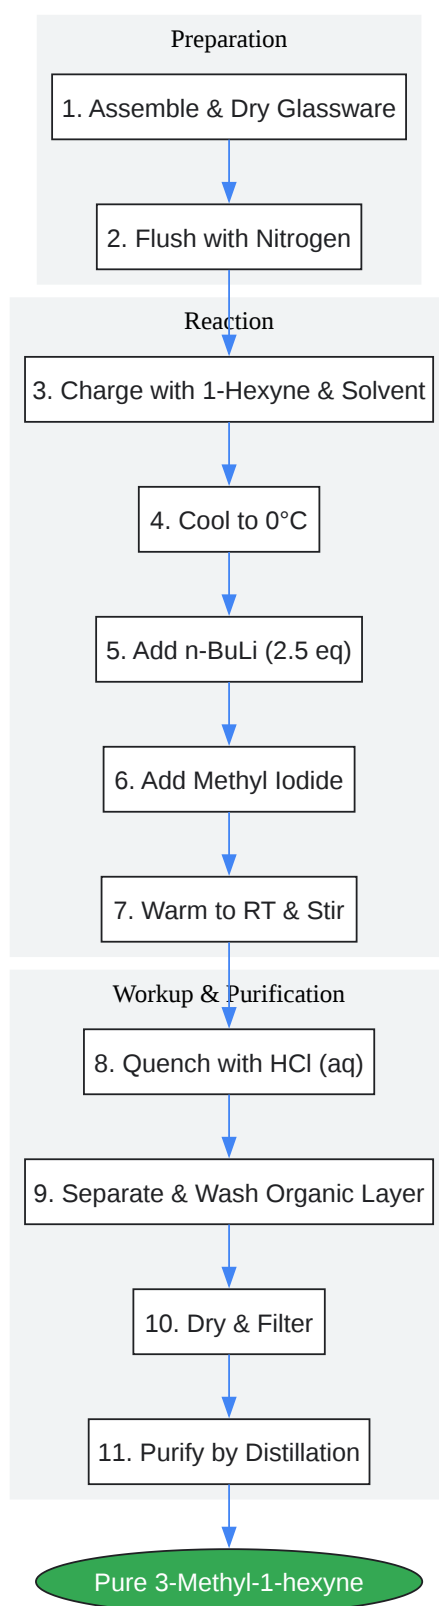 Preparation
1. Assemble & Dry Glassware
2. Flush with Nitrogen
Reaction
3. Charge with 1-Hexyne & Solvent
4. Cool to 0°C
5. Add n-BuLi (2.5 eq)
6. Add Methyl Iodide
7. Warm to RT & Stir
Workup & Purification
8. Quench with HCl (aq)
9. Separate & Wash Organic Layer
10. Dry & Filter
11. Purify by Distillation
Pure 3-Methyl-1-hexyne